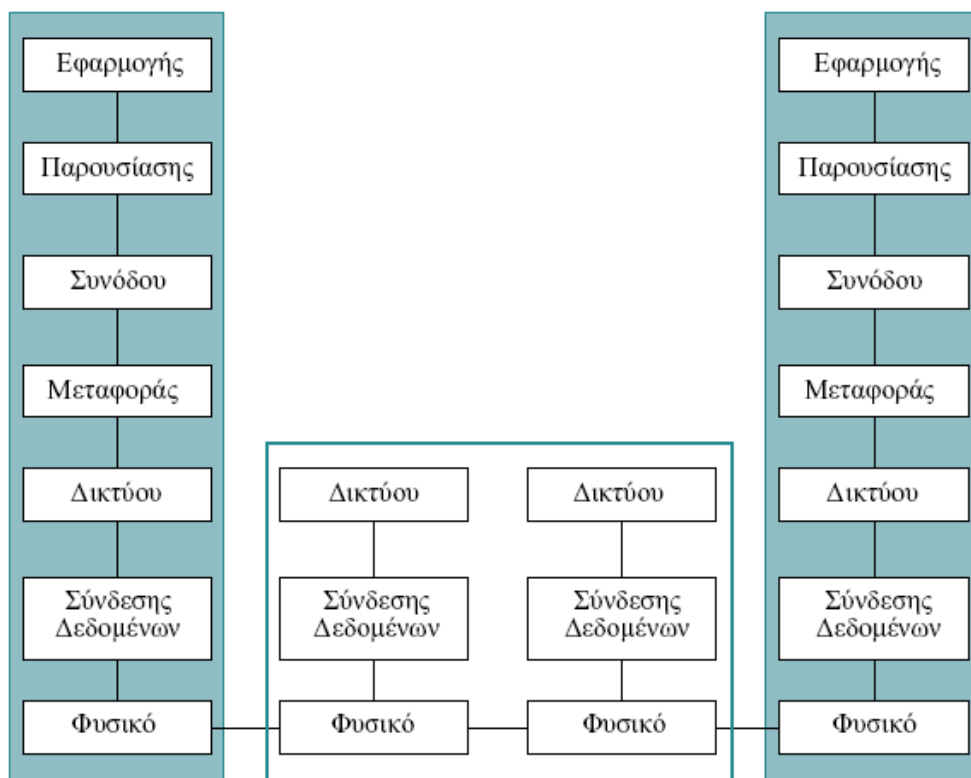 Εφαρμογής
Παρουσίασης
Συνόδου
Μεταφοράς
Δικτύου
Σύνδεσης
Δεδομένων
Φυσικό
Δικτύου
Σύνδεσης
Δεδομένων
Φυσικό
Δικτύου
Σύνδεσης
Δεδομένων
Φυσικό
Εφαρμογής
Παρουσίασης
Συνόδου
Μεταφοράς
Δικτύου
Σύνδεσης
Δεδομένων
Φυσικό